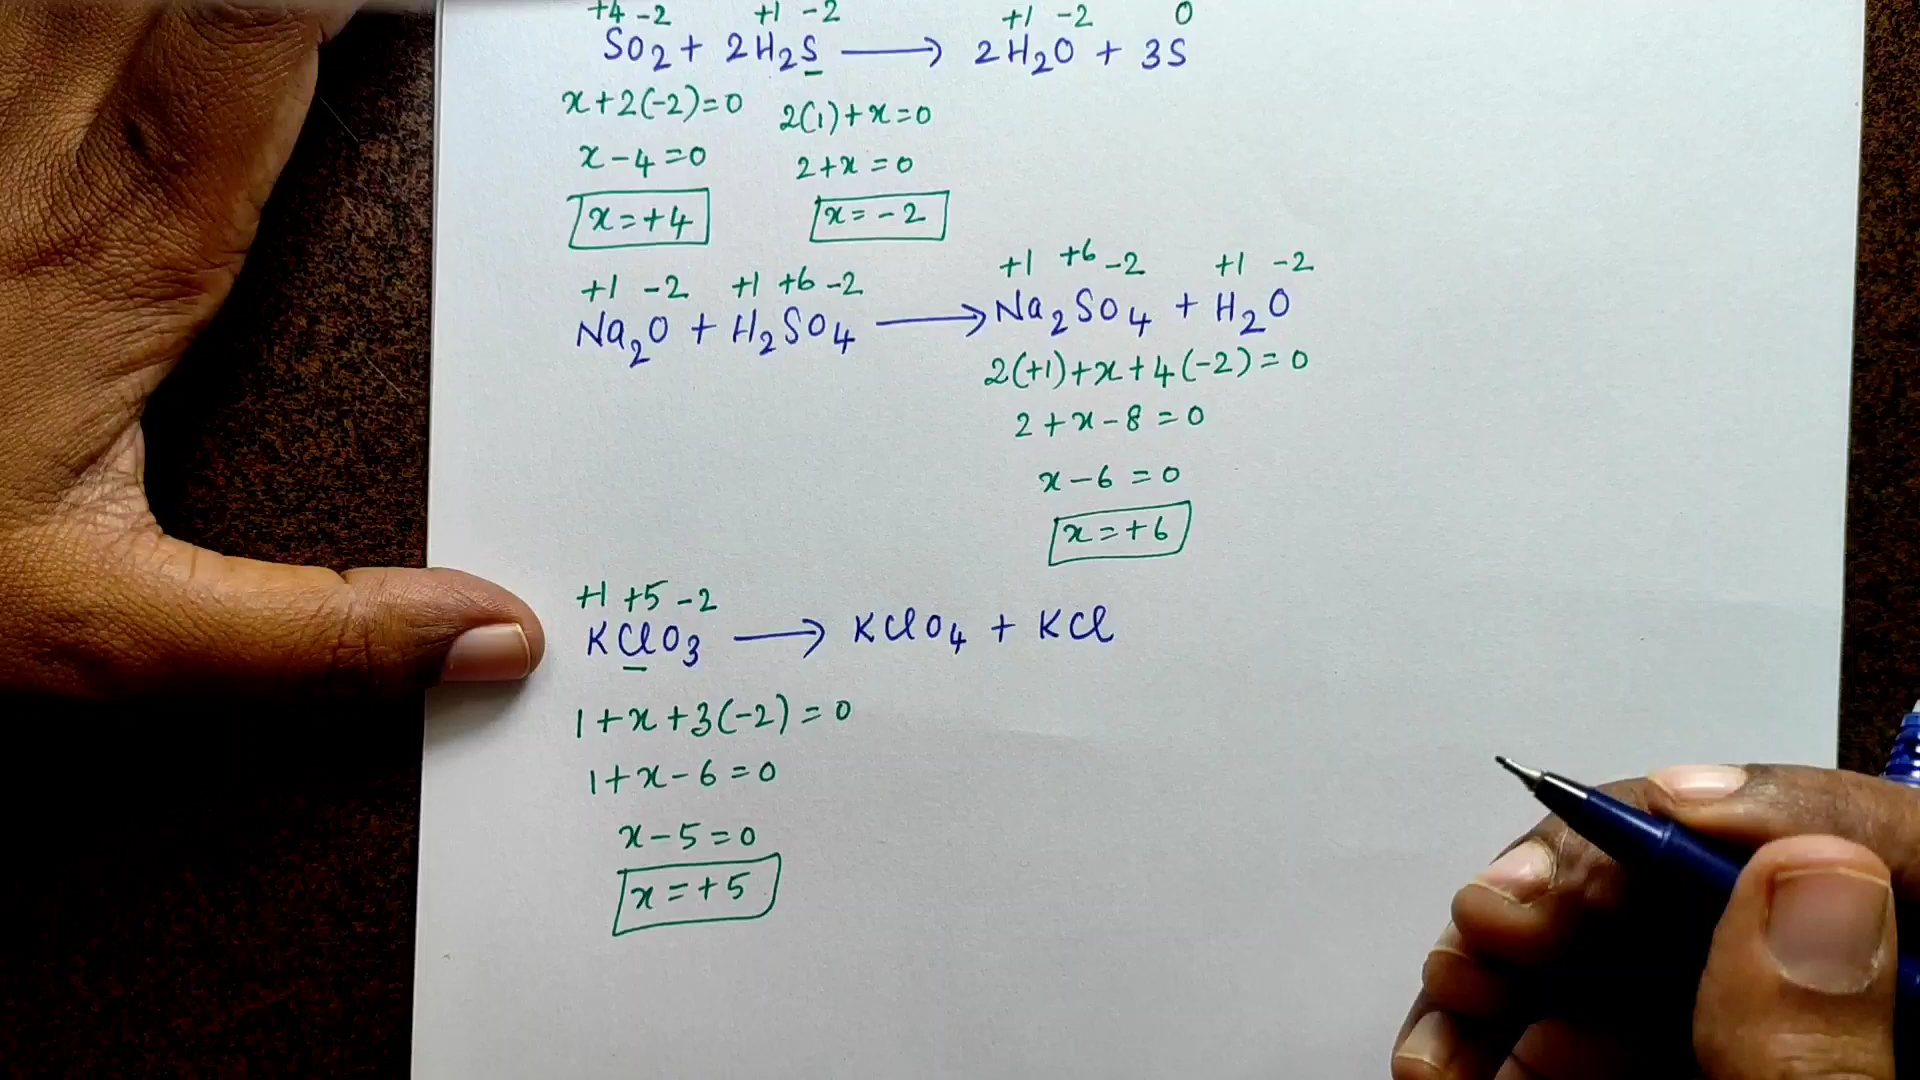 +4 -2 +1 -2 +1 -2 0
SO2 + 2H2S ⟶ 2H2O + 3S
x+2(-2)=0 2(1)+x=0
x-4=0 2+x=0
x=+4 x=-2
+1 -2 +1 +6 -2 +1 +6 -2 +1 -2
Na2O + H2SO4 ⟶ Na2SO4 + H2O
2(+1)+x+4(-2)=0
2+x-8=0
x-6=0
x=+6
+1 +5 -2
KClO3 ⟶ KClO4 + KCl
1+x+3(-2)=0
1+x-6=0
x-5=0
x=+5